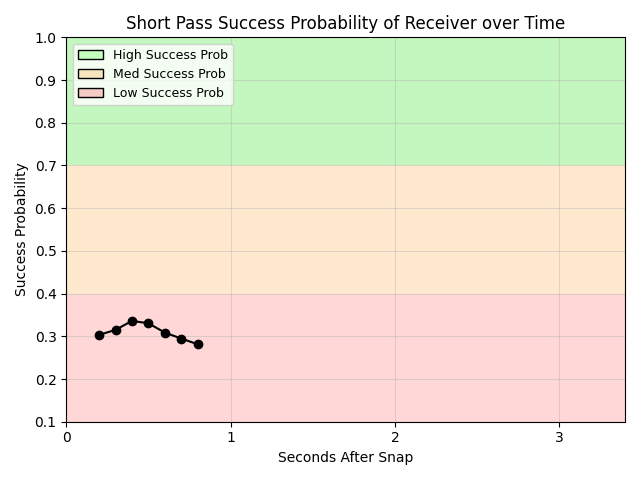 Short Pass Success Probability of Receiver over Time
High Success Prob
Med Success Prob
Low Success Prob
Success Probability
1.0
0.9
0.8
0.7
0.6
0.5
0.4
0.3
0.2
0.1
0 1 2 3
Seconds After Snap